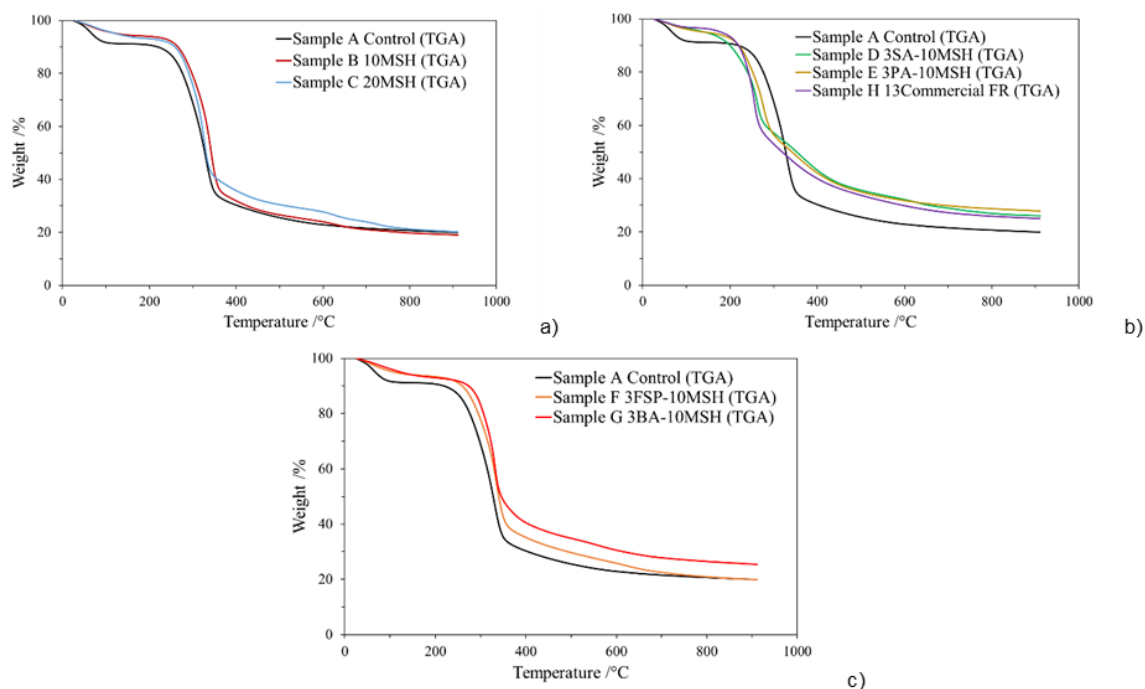 100
80
60
40
20
0
Weight /%
Sample A Control (TGA)
Sample B 10MSH (TGA)
Sample C 20MSH (TGA)
0
200
400
600
800
1000
Temperature /°C
a)
100
80
60
40
20
0
Weight /%
Sample A Control (TGA)
Sample D 3SA-10MSH (TGA)
Sample E 3PA-10MSH (TGA)
Sample H 13Commercial FR (TGA)
0
200
400
600
800
1000
Temperature /°C
b)
100
80
60
40
20
0
Weight /%
Sample A Control (TGA)
Sample F 3FSP-10MSH (TGA)
Sample G 3BA-10MSH (TGA)
0
200
400
600
800
1000
Temperature /°C
c)